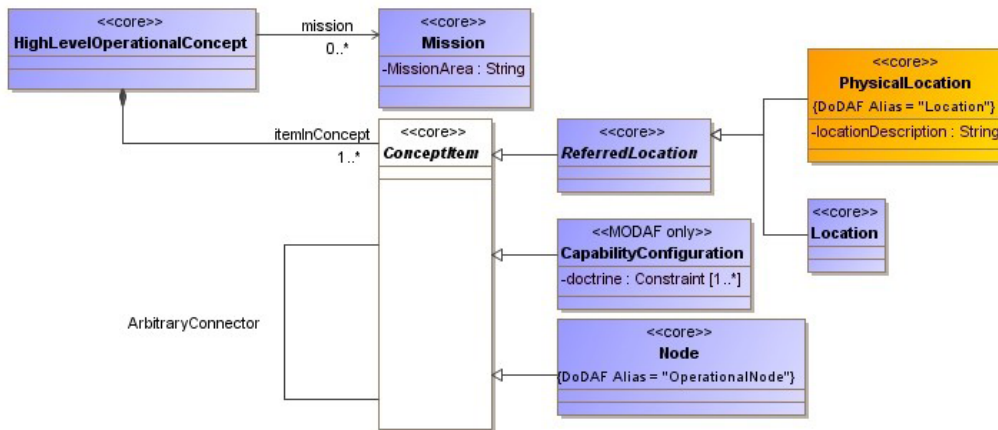 <<core>>
HighLevelOperationalConcept
mission
0..*
<<core>>
Mission
-MissionArea : String
<<core>>
PhysicalLocation
{DoDAF Alias = "Location"}
-locationDescription : String
itemInConcept
1..*
<<core>>
ConceptItem
<<core>>
ReferredLocation
<<core>>
Location
<<MODAF only>>
CapabilityConfiguration
-doctrine : Constraint [1..*]
ArbitraryConnector
<<core>>
Node
{DoDAF Alias = "OperationalNode"}